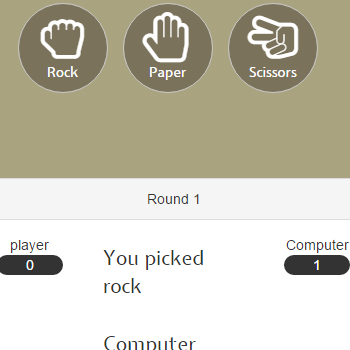 Rock Paper Scissors
Round 1
player
Computer
0
1
You picked
rock
Computer